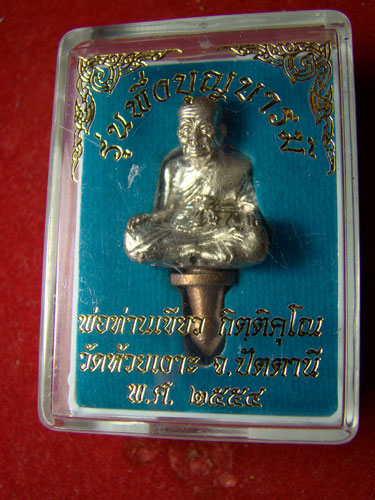 รุ่นพึ่งบุญบารมี
พ่อท่านเขียว กิตฺติคุโณ
วัดห้วยเงาะ จ.ปัตตานี
พ.ศ. ๒๕๕๔